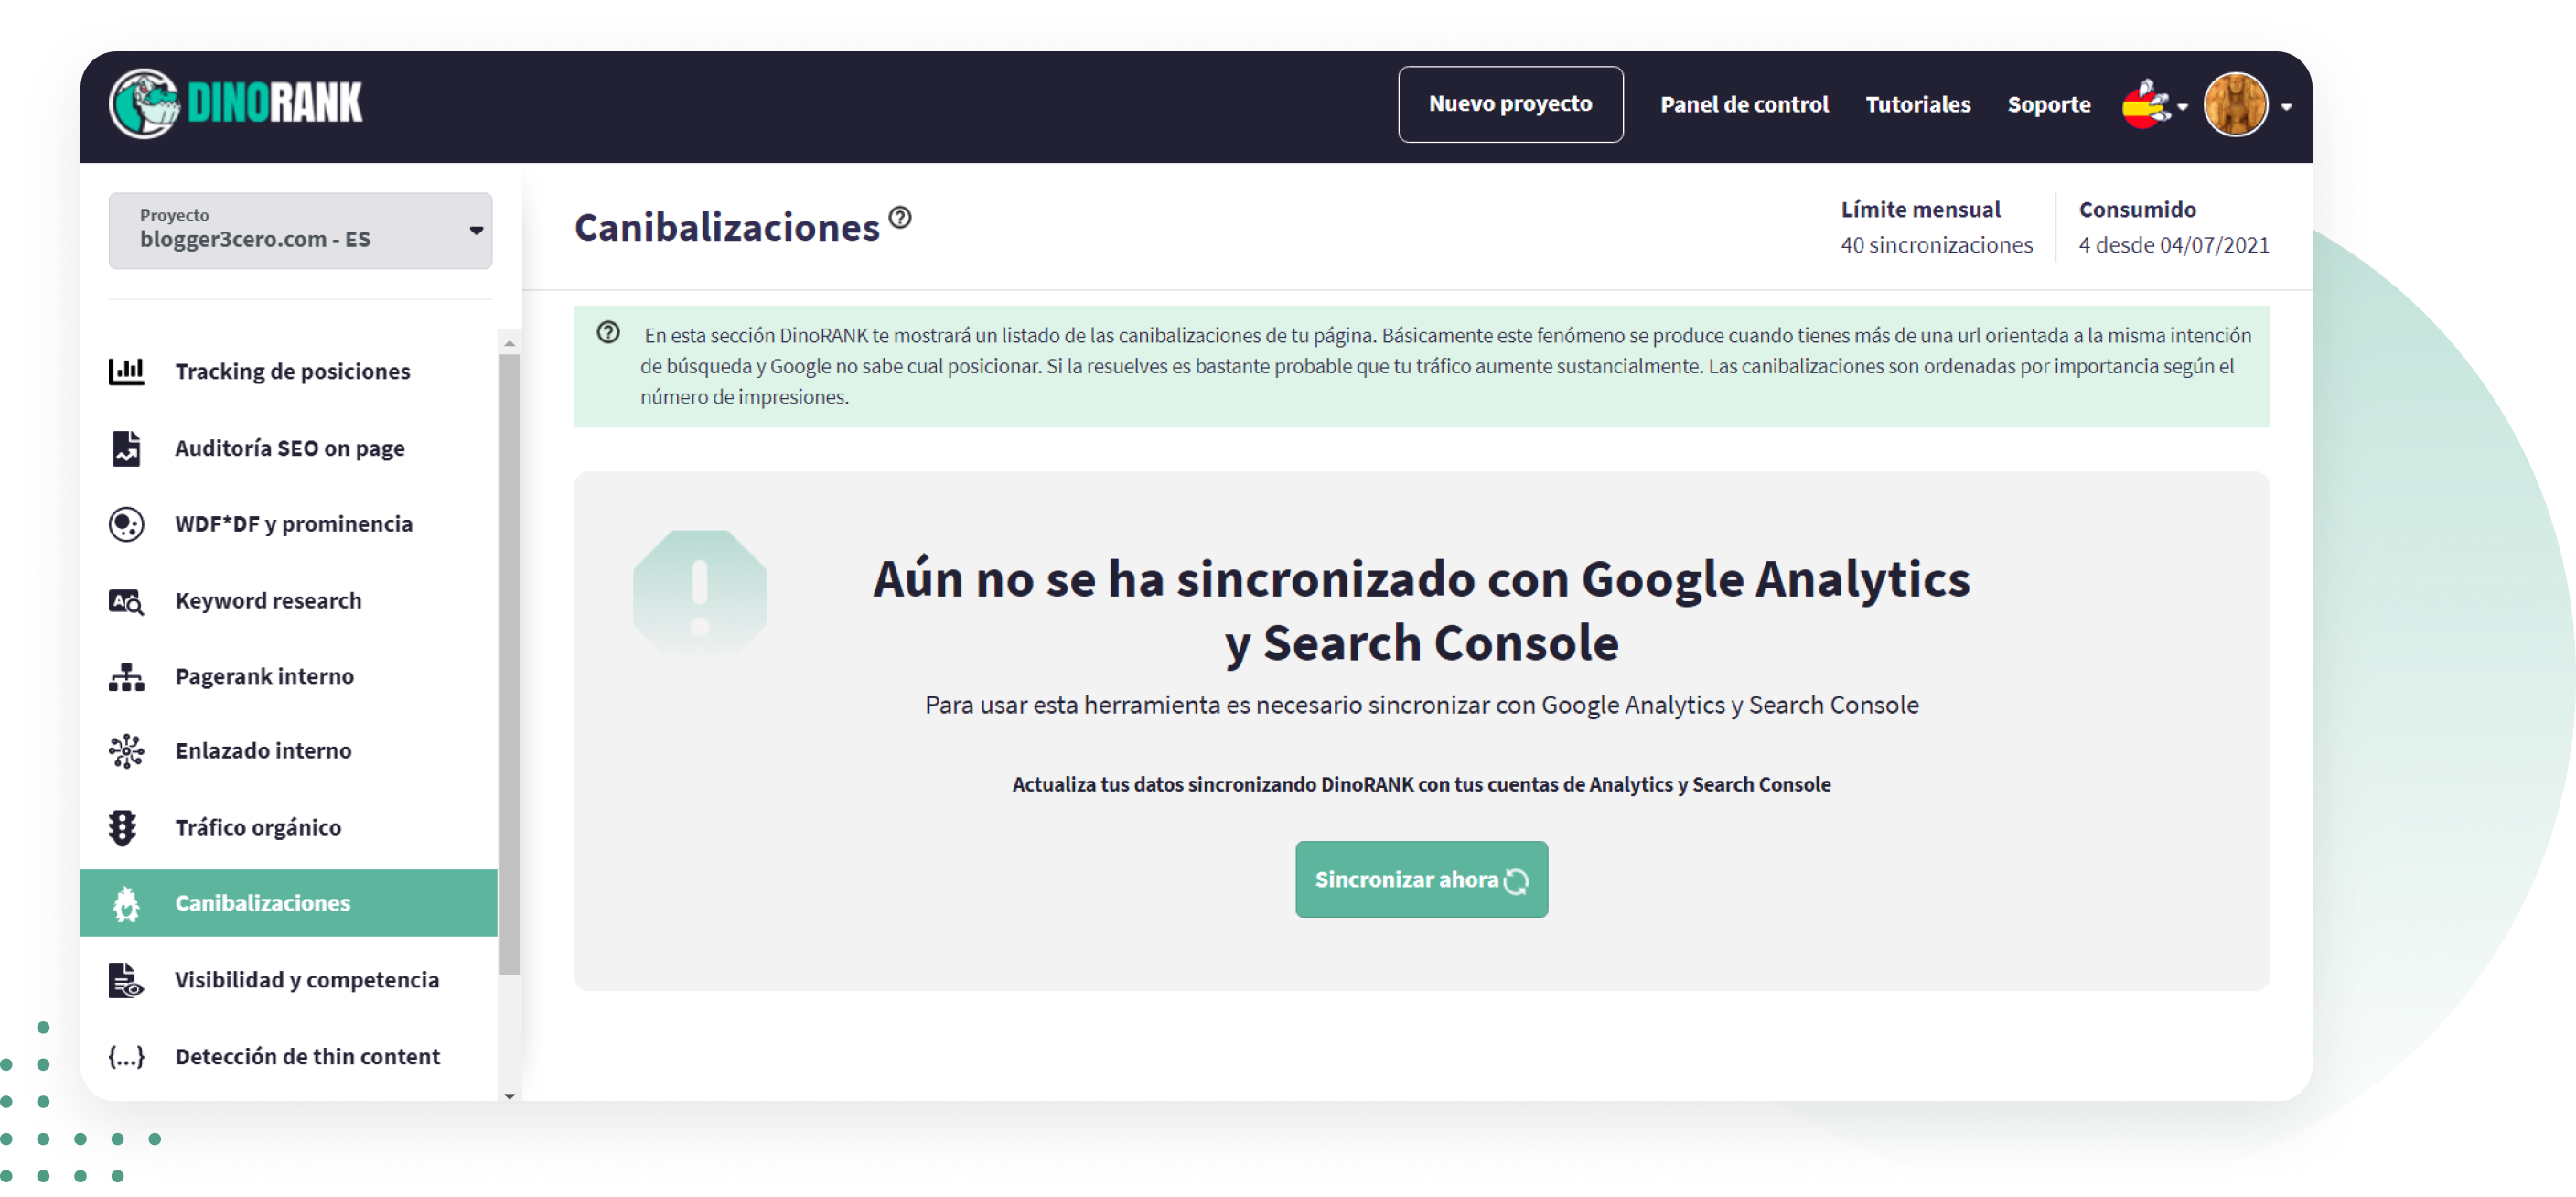 DINORANK
Nuevo proyecto
Panel de control
Tutoriales
Soporte
Proyecto
blogger3cero.com - ES
Canibalizaciones
Límite mensual
40 sincronizaciones
Consumido
4 desde 04/07/2021
En esta sección DinoRANK te mostrará un listado de las canibalizaciones de tu página. Básicamente este fenómeno se produce cuando tienes más de una url orientada a la misma intención
de búsqueda y Google no sabe cual posicionar. Si la resuelves es bastante probable que tu tráfico aumente sustancialmente. Las canibalizaciones son ordenadas por importancia según el
número de impresiones.
Tracking de posiciones
Auditoría SEO on page
WDF*DF y prominencia
Keyword research
Pagerank interno
Enlazado interno
Tráfico orgánico
Canibalizaciones
Visibilidad y competencia
{...} Detección de thin content
Aún no se ha sincronizado con Google Analytics
y Search Console
Para usar esta herramienta es necesario sincronizar con Google Analytics y Search Console
Actualiza tus datos sincronizando DinoRANK con tus cuentas de Analytics y Search Console
Sincronizar ahora